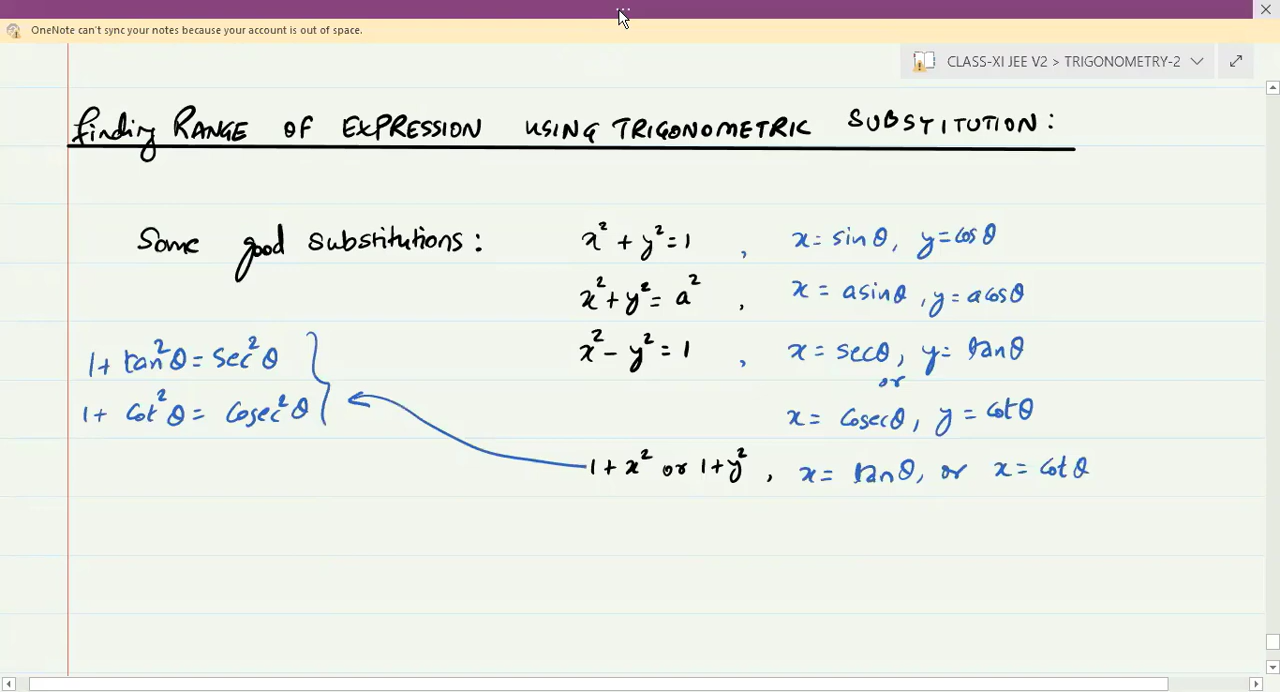 OneNote can't sync your notes because your account is out of space.
CLASS-XI JEE V2 > TRIGONOMETRY-2
finding RANGE OF EXPRESSION USING TRIGONOMETRIC SUBSTITUTION:
Some good substitutions: x² + y² = 1 , x = sinθ, y = cosθ
x² + y² = a² , x = asinθ, y = acosθ
1 + tan²θ = sec²θ
x² - y² = 1 , x = secθ, y = tanθ
or
1 + cot²θ = cosec²θ
x = cosecθ, y = cotθ
1 + x² or 1 + y² , x = tanθ, or x = cotθ